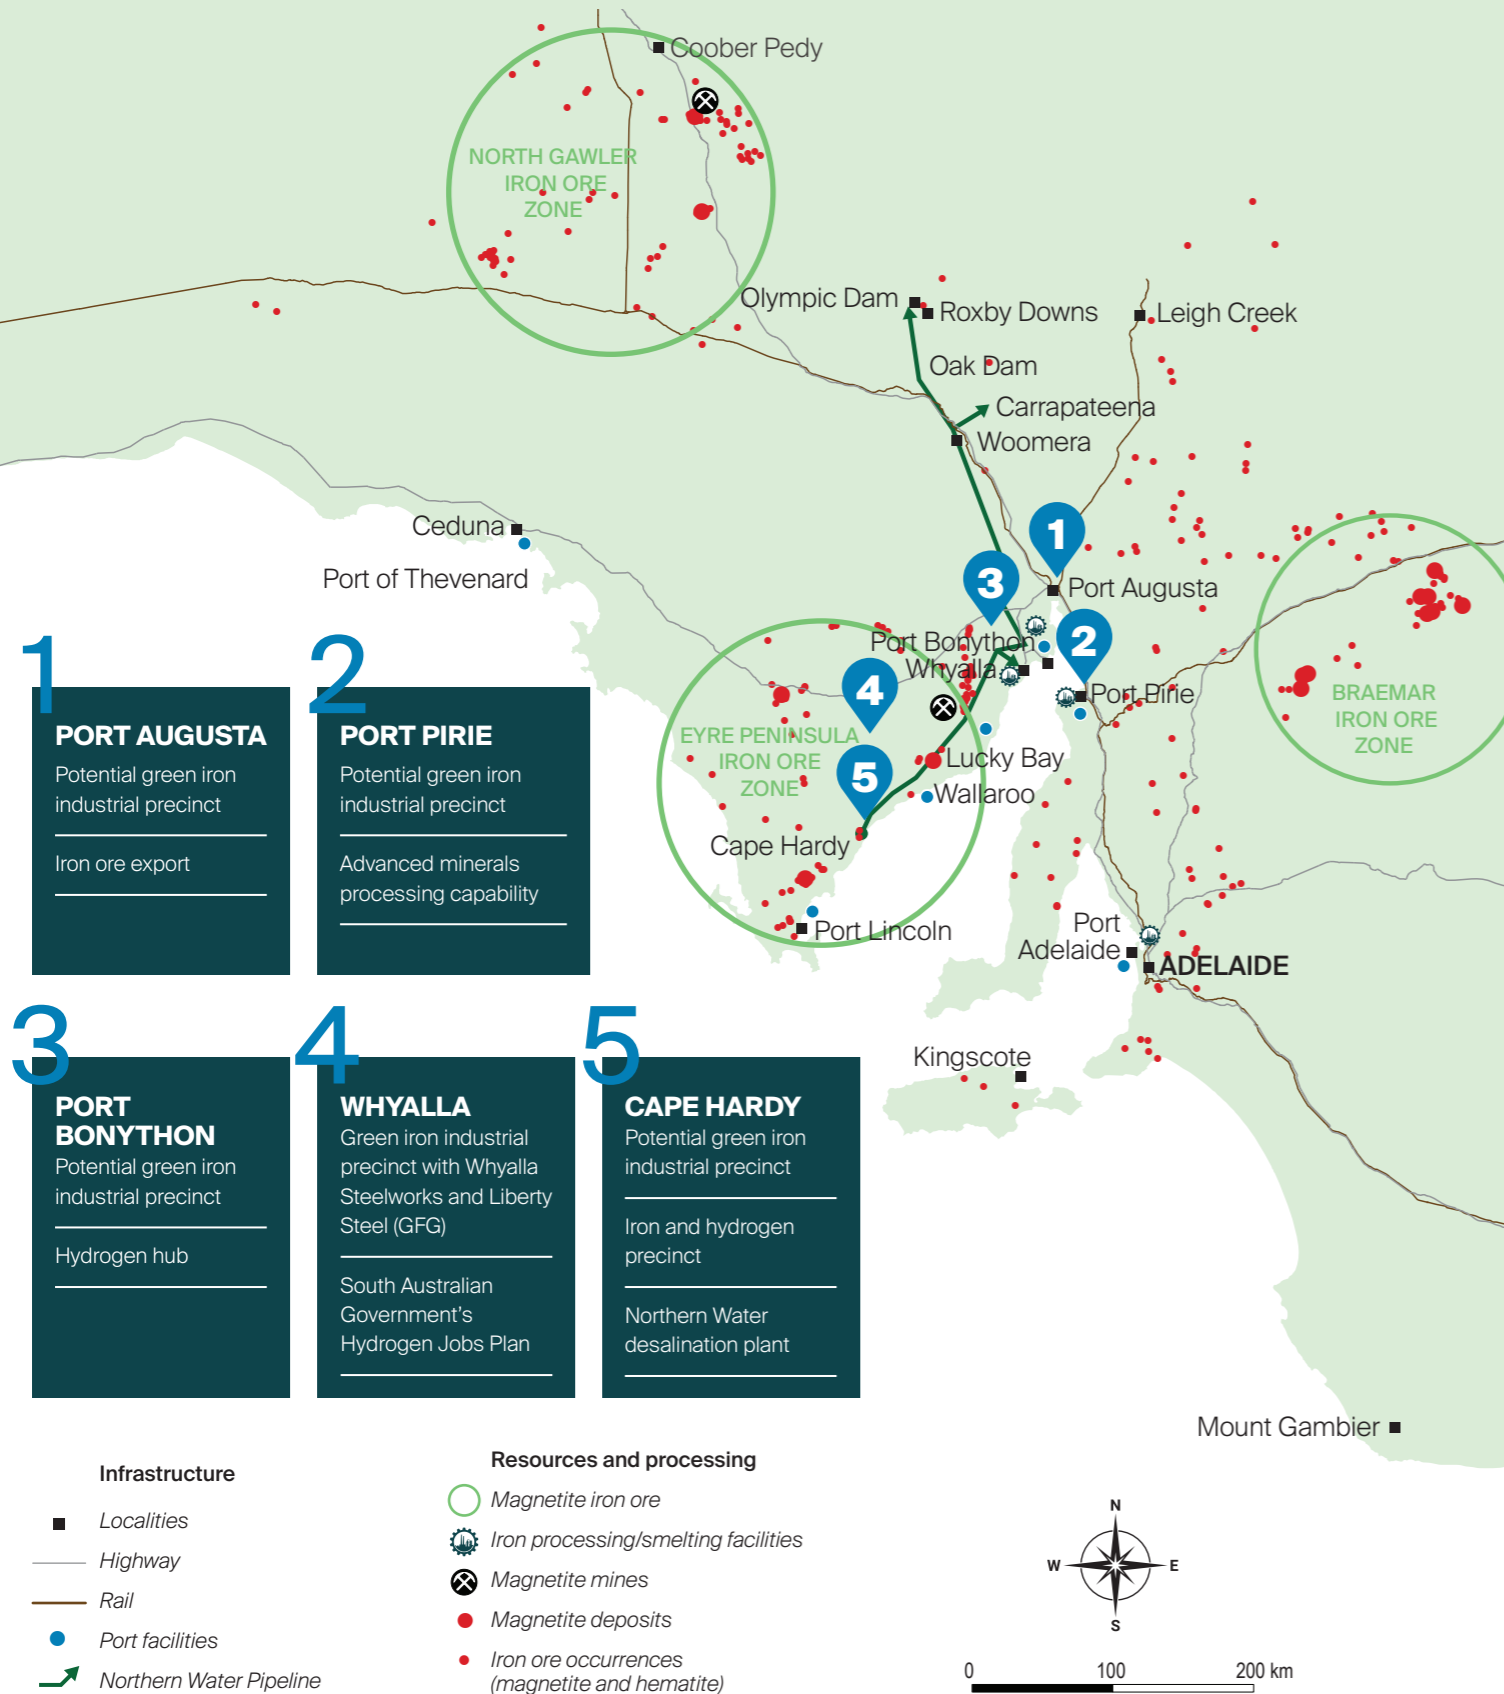 Coober Pedy
NORTH GAWLER
IRON ORE
ZONE
Olympic Dam
Roxby Downs
Leigh Creek
Oak Dam
Carrapateena
Woomera
Ceduna
Port of Thevenard
1
Port Augusta
3
2
Port Bonython
Whyalla
4
Port Pirie
BRAEMAR
IRON ORE
ZONE
EYRE PENINSULA
IRON ORE
ZONE
5
Lucky Bay
Wallaroo
Cape Hardy
Port Lincoln
Port
Adelaide
ADELAIDE
Kingscote
Mount Gambier
1
PORT AUGUSTA
Potential green iron
industrial precinct
Iron ore export
2
PORT PIRIE
Potential green iron
industrial precinct
Advanced minerals
processing capability
3
PORT
BONYTHON
Potential green iron
industrial precinct
Hydrogen hub
4
WHYALLA
Green iron industrial
precinct with Whyalla
Steelworks and Liberty
Steel (GFG)
South Australian
Government's
Hydrogen Jobs Plan
5
CAPE HARDY
Potential green iron
industrial precinct
Iron and hydrogen
precinct
Northern Water
desalination plant
Infrastructure
Localities
Highway
Rail
Port facilities
Northern Water Pipeline
Resources and processing
Magnetite iron ore
Iron processing/smelting facilities
Magnetite mines
Magnetite deposits
Iron ore occurrences
(magnetite and hematite)
N
W E
S
0 100 200 km